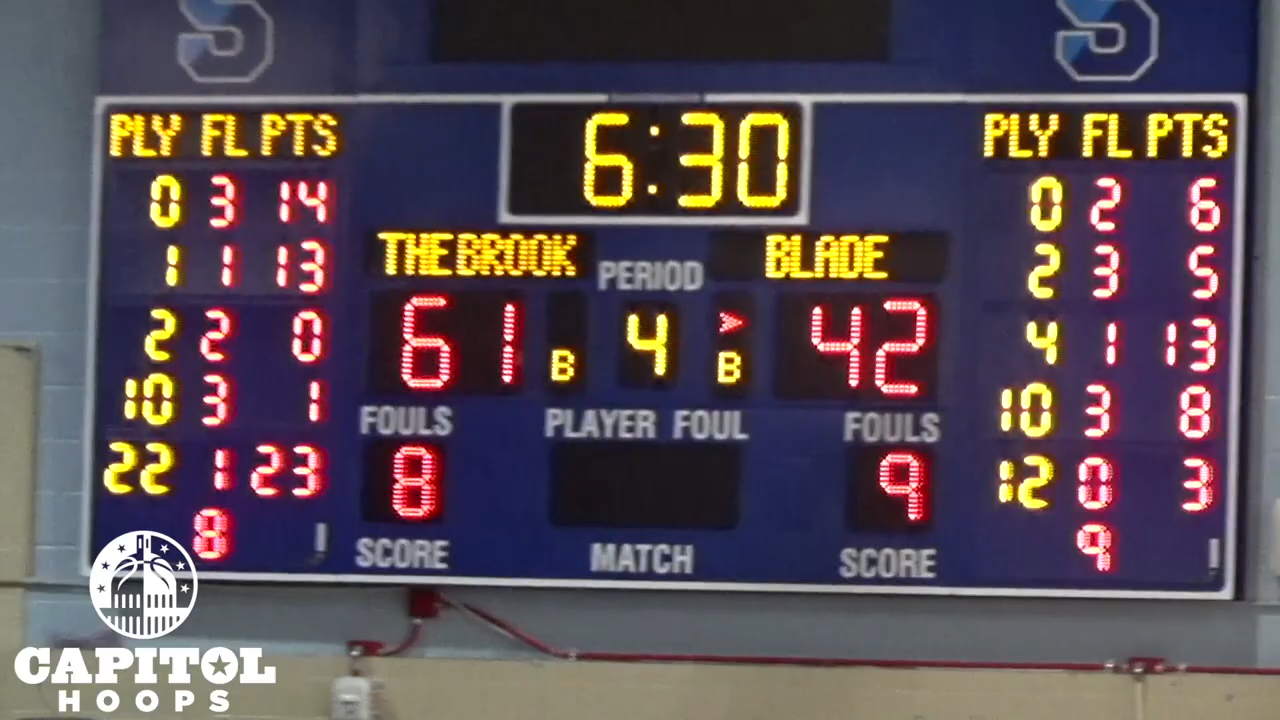 6:30
PLY FL PTS
0 3 14
1 1 13
2 2 0
10 3 1
22 1 23
8
THE BROOK
BLADE
PERIOD
61 B 4 B 42
FOULS
PLAYER FOUL
FOULS
8
9
SCORE
MATCH
SCORE
PLY FL PTS
0 2 6
2 3 5
4 1 13
10 3 8
12 0 3
9
CAPITOL
HOOPS